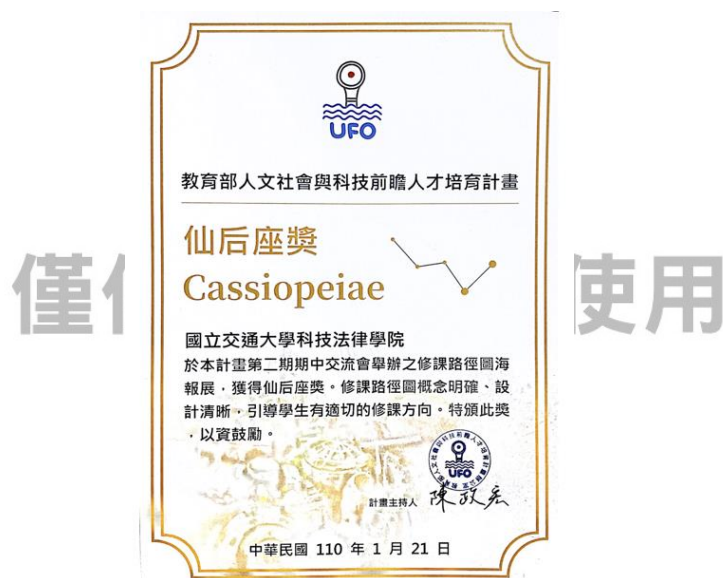 UFO
教育部人文社會與科技前瞻人才培育計畫
仙后座獎
Cassiopeiae
僅
使用
國立交通大學科技法律學院
於本計畫第二期期中交流會舉辦之修課路徑圖海
報展，獲得仙后座獎。修課路徑圖概念明確、設
計清晰，引導學生有適切的修課方向。特頒此獎
，以資鼓勵。
UFO
計畫主持人 陳政宏
中華民國 110 年 1 月 21 日